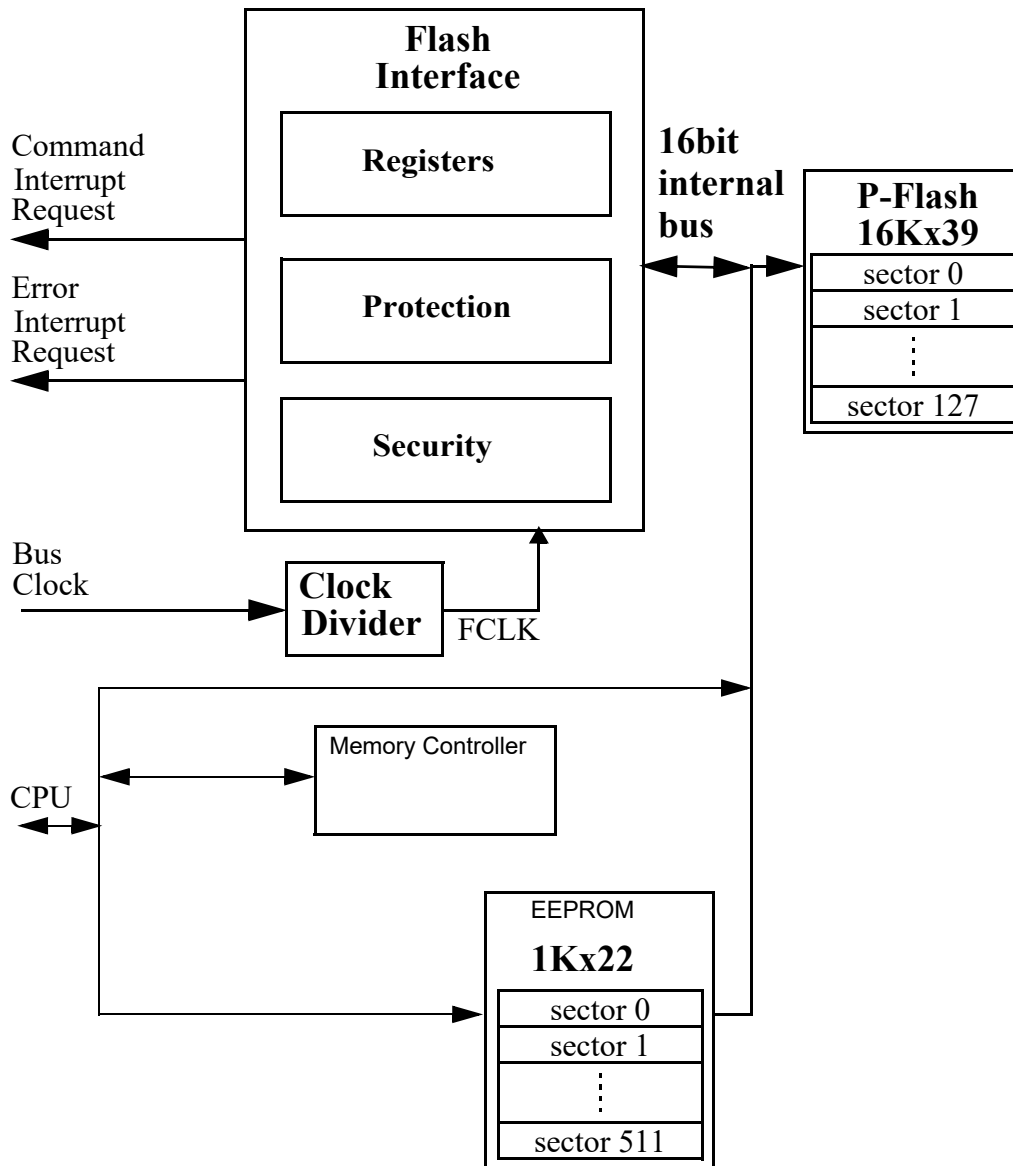 Flash
Interface
Registers
Protection
Security
Command
Interrupt
Request
Error
Interrupt
Request
16bit
internal
bus
P-Flash
16Kx39
sector 0
sector 1
sector 127
Bus
Clock
Clock
Divider
FCLK
Memory Controller
CPU
EEPROM
1Kx22
sector 0
sector 1
sector 511